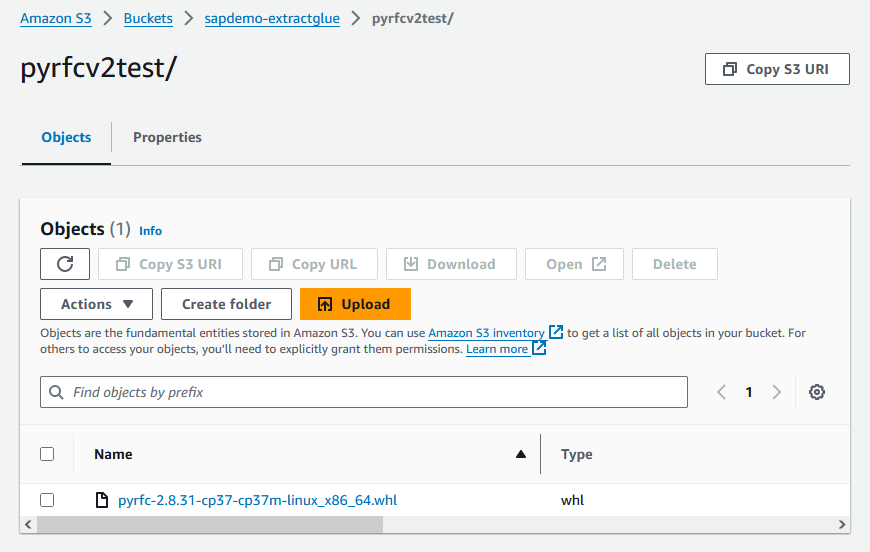 Amazon S3 > Buckets > sapdemo-extractglue > pyrfcv2test/
pyrfcv2test/
Copy S3 URI
Objects
Properties
Objects (1) Info
Copy S3 URI
Copy URL
Download
Open
Delete
Actions
Create folder
Upload
Objects are the fundamental entities stored in Amazon S3. You can use Amazon S3 inventory to get a list of all objects in your bucket. For
others to access your objects, you'll need to explicitly grant them permissions. Learn more
Find objects by prefix
1
Name
Type
pyrfc-2.8.31-cp37-cp37m-linux_x86_64.whl
whl